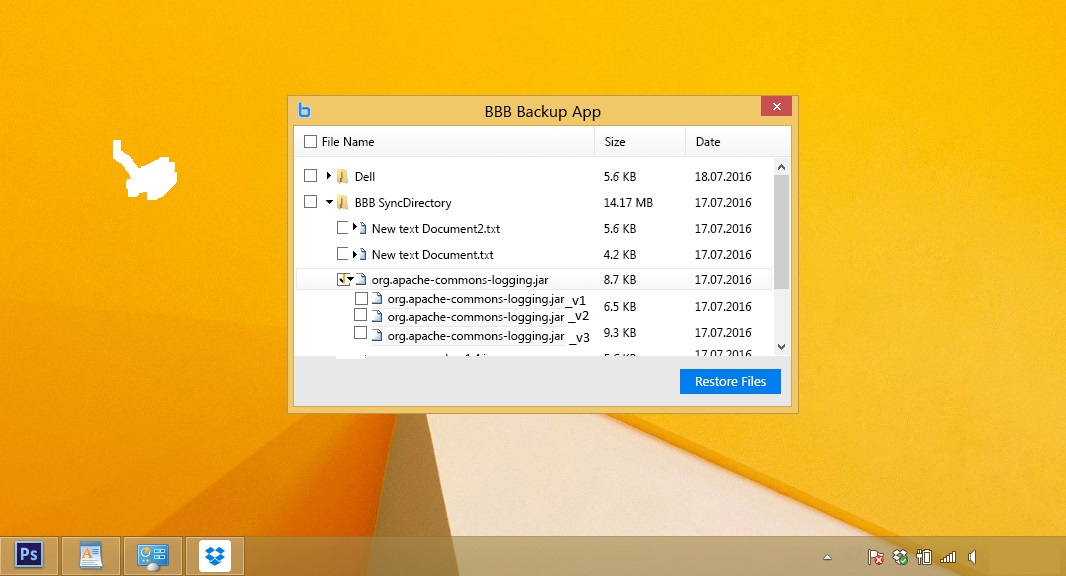 BBB Backup App
File Name Size Date
Dell 5.6 KB 18.07.2016
BBB SyncDirectory 14.17 MB 17.07.2016
New text Document2.txt 5.6 KB 17.07.2016
New text Document.txt 4.2 KB 17.07.2016
org.apache-commons-logging.jar 8.7 KB 17.07.2016
org.apache-commons-logging.jar _v1 6.5 KB 17.07.2016
org.apache-commons-logging.jar _v2
org.apache-commons-logging.jar _v3 9.3 KB 17.07.2016
5.6 KB 17.07.2016
Restore Files
Ps